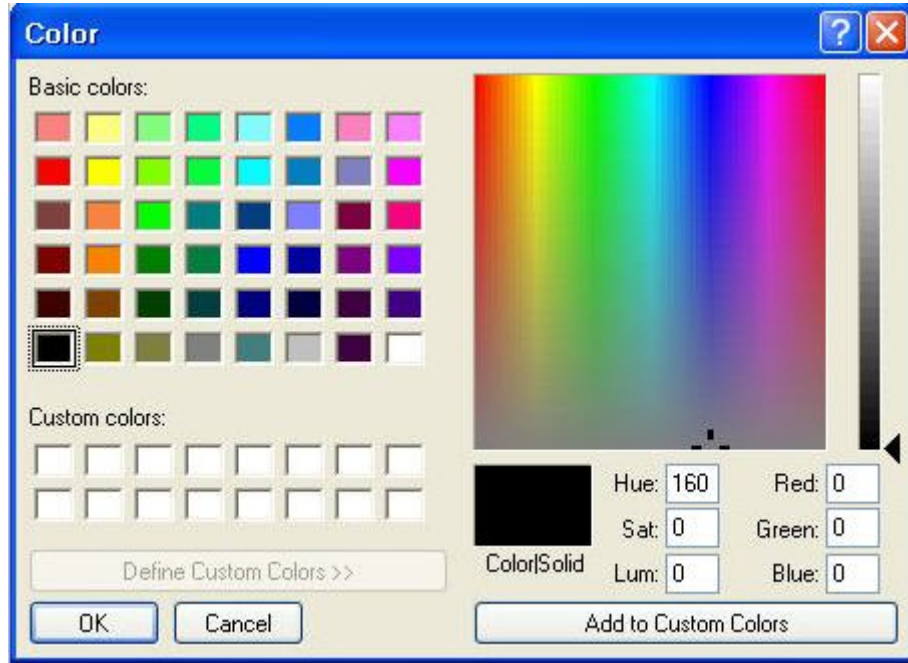 Color
?
Basic colors:
Custom colors:
Define Custom Colors >>
OK
Cancel
Color|Solid
Hue: 160
Sat: 0
Lum: 0
Red: 0
Green: 0
Blue: 0
Add to Custom Colors